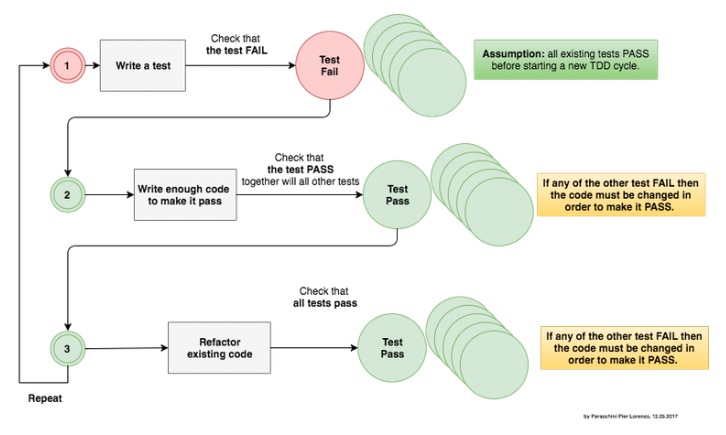 Check that
the test FAIL
1
Write a test
Test
Fail
Assumption: all existing tests PASS
before starting a new TDD cycle.
Check that
the test PASS
together will all other tests
2
Write enough code
to make it pass
Test
Pass
If any of the other test FAIL then
the code must be changed in
order to make it PASS.
Check that
all tests pass
3
Refactor
existing code
Test
Pass
If any of the other test FAIL then
the code must be changed in
order to make it PASS.
Repeat
by Paracchini Pier Lorenzo, 12.05.2017